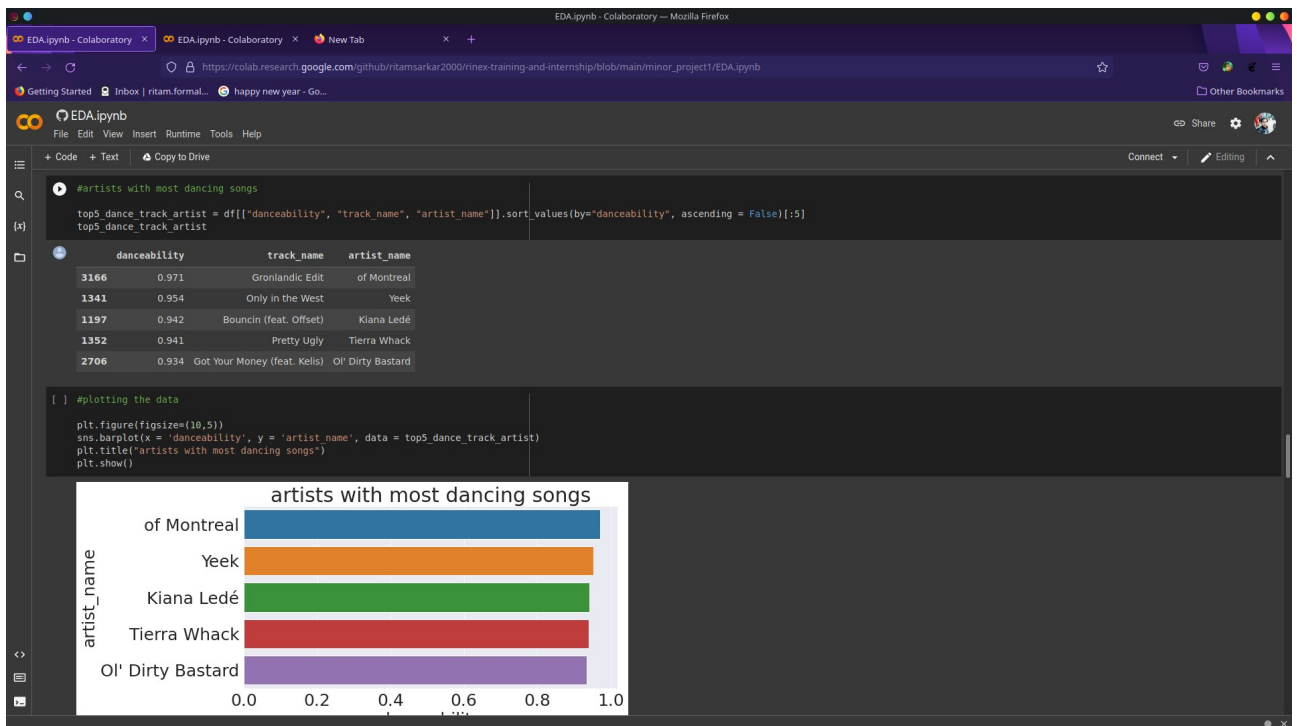 EDA.ipynb - Colaboratory — Mozilla Firefox
EDA.ipynb - Colaboratory × EDA.ipynb - Colaboratory × New Tab × +
https://colab.research.google.com/github/ritamsarkar2000/rinex-training-and-internship/blob/main/minor_project1/EDA.ipynb
Getting Started Inbox | ritam.formal... happy new year - Go... Other Bookmarks
EDA.ipynb
File Edit View Insert Runtime Tools Help
Share
+ Code + Text Copy to Drive Connect Editing
#artists with most dancing songs
top5_dance_track_artist = df[["danceability", "track_name", "artist_name"]].sort_values(by="danceability", ascending = False)[:5]
top5_dance_track_artist
danceability track_name artist_name
3166 0.971 Gronlandic Edit of Montreal
1341 0.954 Only in the West Yeek
1197 0.942 Bouncin (feat. Offset) Kiana Ledé
1352 0.941 Pretty Ugly Tierra Whack
2706 0.934 Got Your Money (feat. Kelis) Ol' Dirty Bastard
[ ] #plotting the data
plt.figure(figsize=(10,5))
sns.barplot(x = 'danceability', y = 'artist_name', data = top5_dance_track_artist)
plt.title("artists with most dancing songs")
plt.show()
artists with most dancing songs
artist_name
of Montreal
Yeek
Kiana Ledé
Tierra Whack
Ol' Dirty Bastard
0.0 0.2 0.4 0.6 0.8 1.0